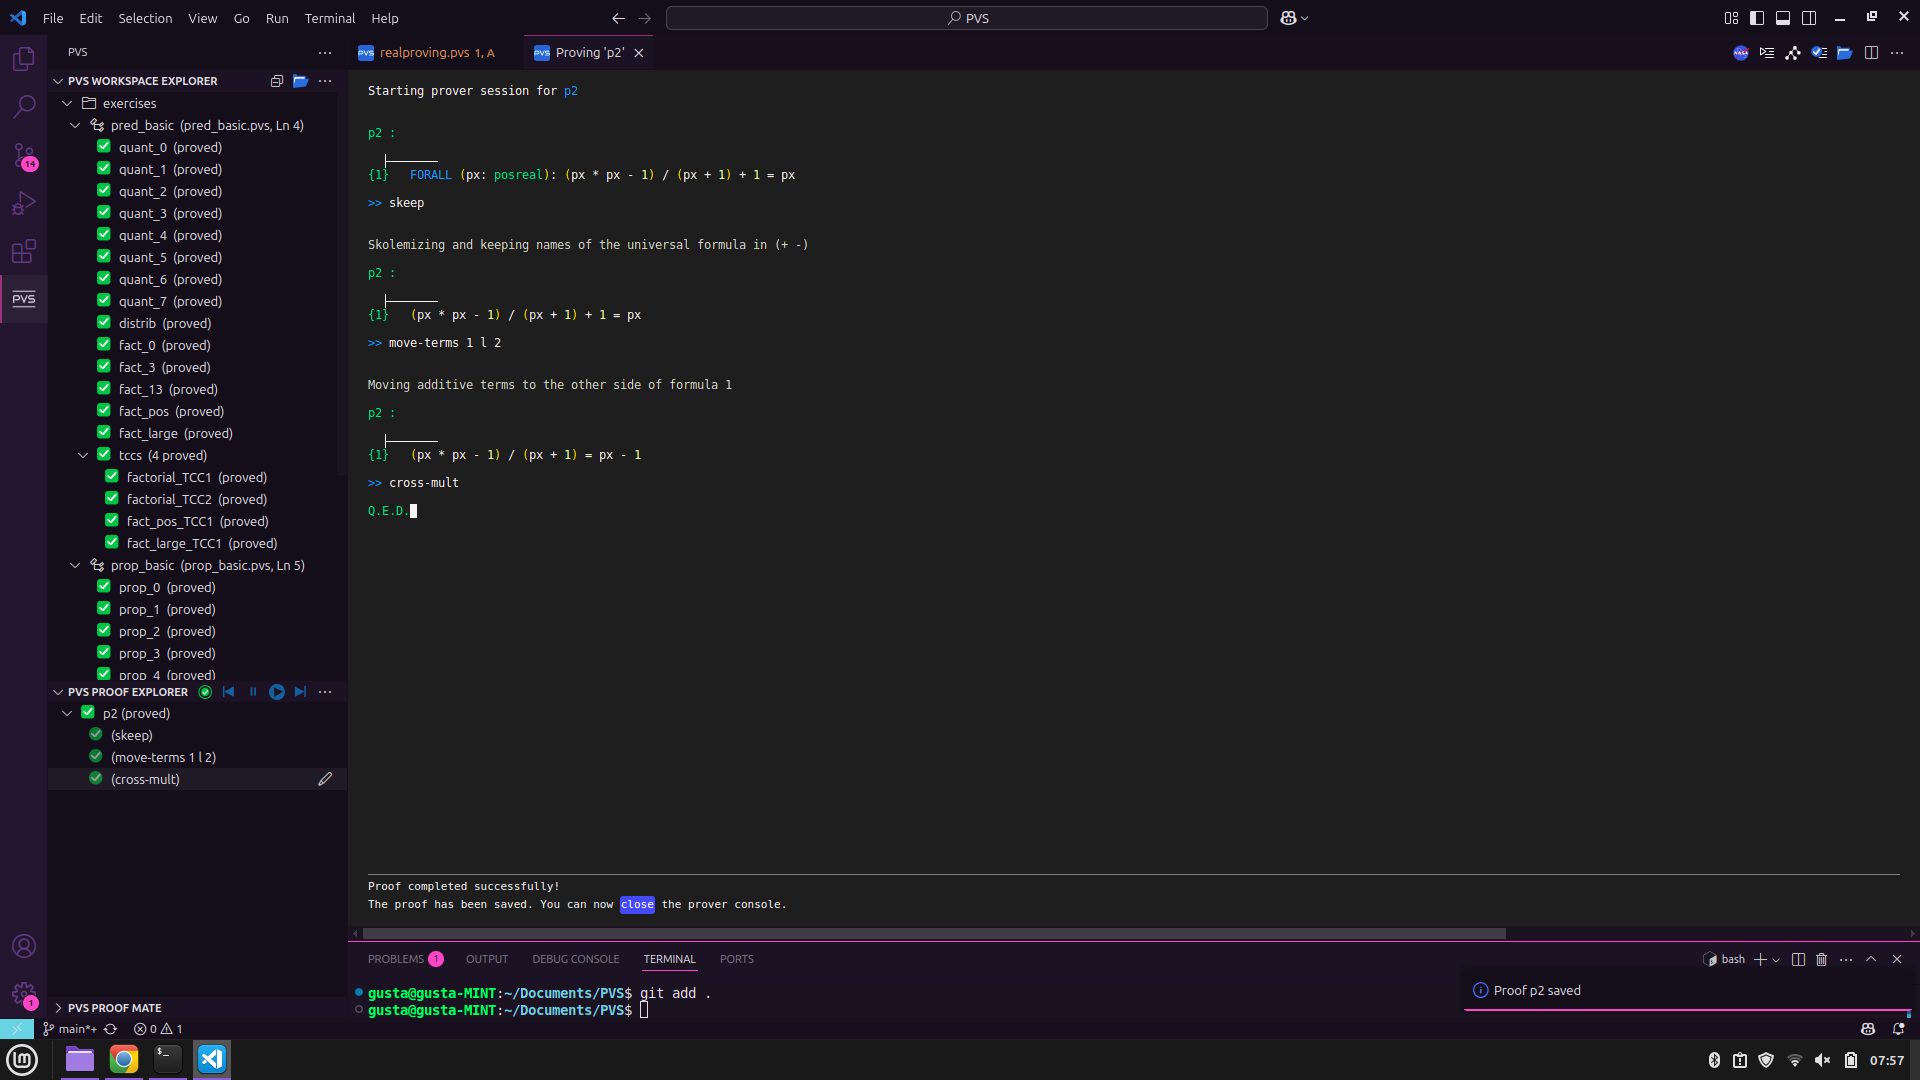 File Edit Selection View Go Run Terminal Help
PVS
PVS
PVS realproving.pvs 1, A
PVS Proving 'p2'
PVS WORKSPACE EXPLORER
exercises
pred_basic (pred_basic.pvs, Ln 4)
quant_0 (proved)
quant_1 (proved)
14
quant_2 (proved)
quant_3 (proved)
quant_4 (proved)
quant_5 (proved)
quant_6 (proved)
quant_7 (proved)
PVS
distrib (proved)
fact_0 (proved)
fact_3 (proved)
fact_13 (proved)
fact_pos (proved)
fact_large (proved)
tccs (4 proved)
factorial_TCC1 (proved)
factorial_TCC2 (proved)
fact_pos_TCC1 (proved)
fact_large_TCC1 (proved)
prop_basic (prop_basic.pvs, Ln 5)
prop_0 (proved)
prop_1 (proved)
prop_2 (proved)
prop_3 (proved)
prop_4 (proved)
PVS PROOF EXPLORER
p2 (proved)
(skeep)
(move-terms 1 l 2)
(cross-mult)
PVS PROOF MATE
1
Starting prover session for p2
p2 :
{1} FORALL (px: posreal): (px * px - 1) / (px + 1) + 1 = px
>> skeep
Skolemizing and keeping names of the universal formula in (+ -)
p2 :
{1} (px * px - 1) / (px + 1) + 1 = px
>> move-terms 1 l 2
Moving additive terms to the other side of formula 1
p2 :
{1} (px * px - 1) / (px + 1) = px - 1
>> cross-mult
Q.E.D.
Proof completed successfully!
The proof has been saved. You can now close the prover console.
PROBLEMS 1 OUTPUT DEBUG CONSOLE TERMINAL PORTS
bash
gusta@gusta-MINT:~/Documents/PVS$ git add .
gusta@gusta-MINT:~/Documents/PVS$
Proof p2 saved
main*+ 0 1
07:57